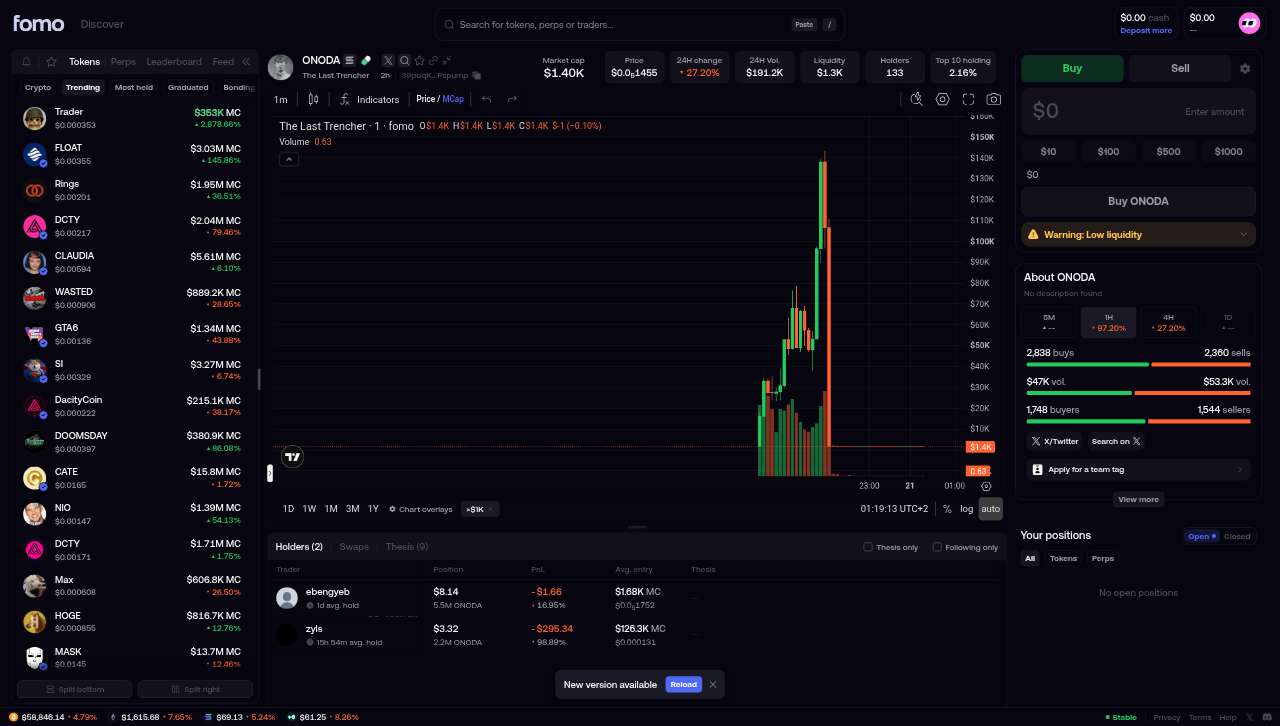 fomo Discover
Search for tokens, perps or traders... Paste /
$0.00 cash
Deposit more
$0.00
—
Tokens Perps Leaderboard Feed
Crypto Trending Most held Graduated Bonding
Trader $353K MC
$0.000353 2,878.66%
FLOAT $3.03M MC
$0.00355 145.86%
Rings $1.95M MC
$0.00201 36.51%
DCTY $2.04M MC
$0.00217 79.46%
CLAUDIA $5.61M MC
$0.00594 6.10%
WASTED $889.2K MC
$0.000906 28.65%
GTA6 $1.34M MC
$0.00136 43.88%
SI $3.27M MC
$0.00329 6.74%
DacityCoin $215.1K MC
$0.000222 38.17%
DOOMSDAY $380.9K MC
$0.000397 86.08%
CATE $15.8M MC
$0.0165 1.72%
NIO $1.39M MC
$0.00147 54.13%
DCTY $1.71M MC
$0.00171 1.75%
Max $606.8K MC
$0.000608 26.50%
HOGE $816.7K MC
$0.000855 12.76%
MASK $13.7M MC
$0.0145 12.46%
Split bottom Split right
ONODA
The Last Trencher 2h
Market cap
$1.40K
Price
$0.0₅1455
24H change
27.20%
24H Vol.
$191.2K
Liquidity
$1.3K
Holders
133
Top 10 holding
2.16%
1m Indicators Price / MCap
The Last Trencher · 1 · fomo O$1.4K H$1.4K L$1.4K C$1.4K $-1 (−0.10%)
Volume 0.63
$160K
$150K
$140K
$130K
$120K
$110K
$100K
$90K
$80K
$70K
$60K
$50K
$40K
$30K
$20K
$10K
$1.4K
0.63
23:00 21 01:00
1D 1W 1M 3M 1Y Chart overlays >$1K 01:19:13 UTC+2 % log auto
Holders (2) Swaps Thesis (9) Thesis only Following only
Trader Position PnL Avg. entry Thesis
ebengyeb $8.14 -$1.66 $1.68K MC
1d avg. hold 5.5M ONODA 16.95% $0.0₅1752
zyls $3.32 -$295.34 $126.3K MC
15h 54m avg. hold 2.2M ONODA 98.89% $0.000131
New version available Reload
Buy Sell
$0 Enter amount
$10 $100 $500 $1000
$0
Buy ONODA
Warning: Low liquidity
About ONODA
No description found
5M 1H 4H 1D
-- 97.20% 27.20% --
2,838 buys 2,360 sells
$47K vol. $53.3K vol.
1,748 buyers 1,544 sellers
X/Twitter Search on X
Apply for a team tag
View more
Your positions Open Closed
All Tokens Perps
No open positions
$58,846.14 4.79% $1,615.68 7.65% $69.13 5.24% $61.25 8.26% Stable Privacy Terms Help